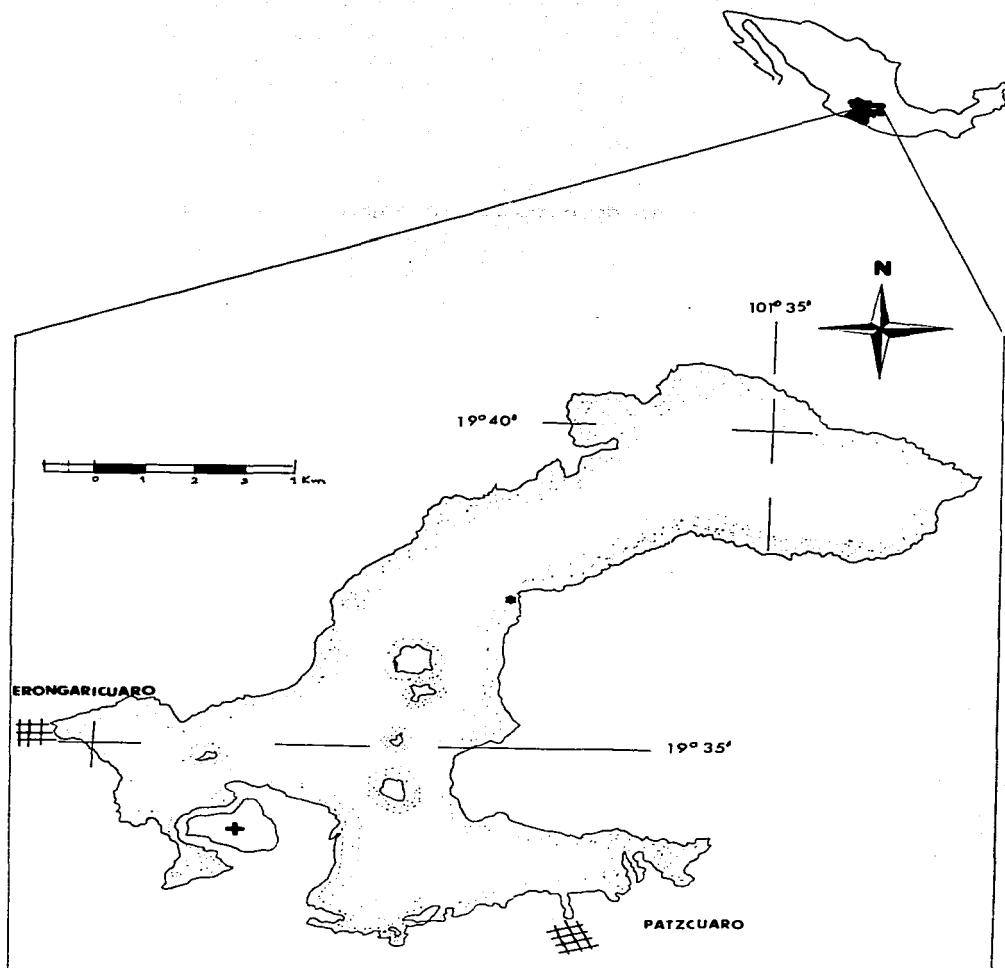 N
101° 35'
19° 40'
0 1 2 3 4 Km
ERONGARICUARO
19° 35'
PATZCUARO